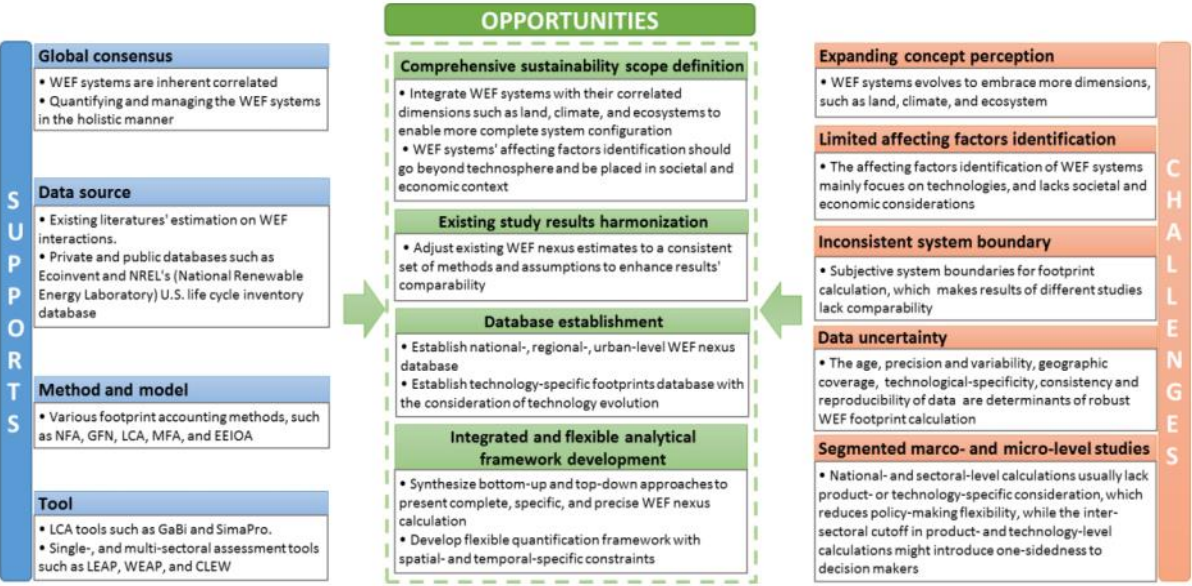 OPPORTUNITIES
SUPPORTS
Global consensus
• WEF systems are inherent correlated
• Quantifying and managing the WEF systems
in the holistic manner
Data source
• Existing literatures' estimation on WEF
interactions.
• Private and public databases such as
Ecoinvent and NREL's (National Renewable
Energy Laboratory) U.S. life cycle inventory
database
Method and model
• Various footprint accounting methods, such
as NFA, GFN, LCA, MFA, and EEIOA
Tool
• LCA tools such as GaBi and SimaPro.
• Single-, and multi-sectoral assessment tools
such as LEAP, WEAP, and CLEW
Comprehensive sustainability scope definition
• Integrate WEF systems with their correlated
dimensions such as land, climate, and ecosystems to
enable more complete system configuration
• WEF systems' affecting factors identification should
go beyond technosphere and be placed in societal and
economic context
Existing study results harmonization
• Adjust existing WEF nexus estimates to a consistent
set of methods and assumptions to enhance results'
comparability
Database establishment
• Establish national-, regional-, urban-level WEF nexus
database
• Establish technology-specific footprints database with
the consideration of technology evolution
Integrated and flexible analytical
framework development
• Synthesize bottom-up and top-down approaches to
present complete, specific, and precise WEF nexus
calculation
• Develop flexible quantification framework with
spatial- and temporal-specific constraints
Expanding concept perception
• WEF systems evolves to embrace more dimensions,
such as land, climate, and ecosystem
Limited affecting factors identification
• The affecting factors identification of WEF systems
mainly focus on technologies, and lacks societal and
economic considerations
Inconsistent system boundary
• Subjective system boundaries for footprint
calculation, which makes results of different studies
lack comparability
Data uncertainty
• The age, precision and variability, geographic
coverage, technological-specificity, consistency and
reproducibility of data are determinants of robust
WEF footprint calculation
Segmented marco- and micro-level studies
• National- and sectoral-level calculations usually lack
product- or technology-specific consideration, which
reduces policy-making flexibility, while the inter-
sectoral cutoff in product- and technology-level
calculations might introduce one-sidedness to
decision makers
CHALLENGES